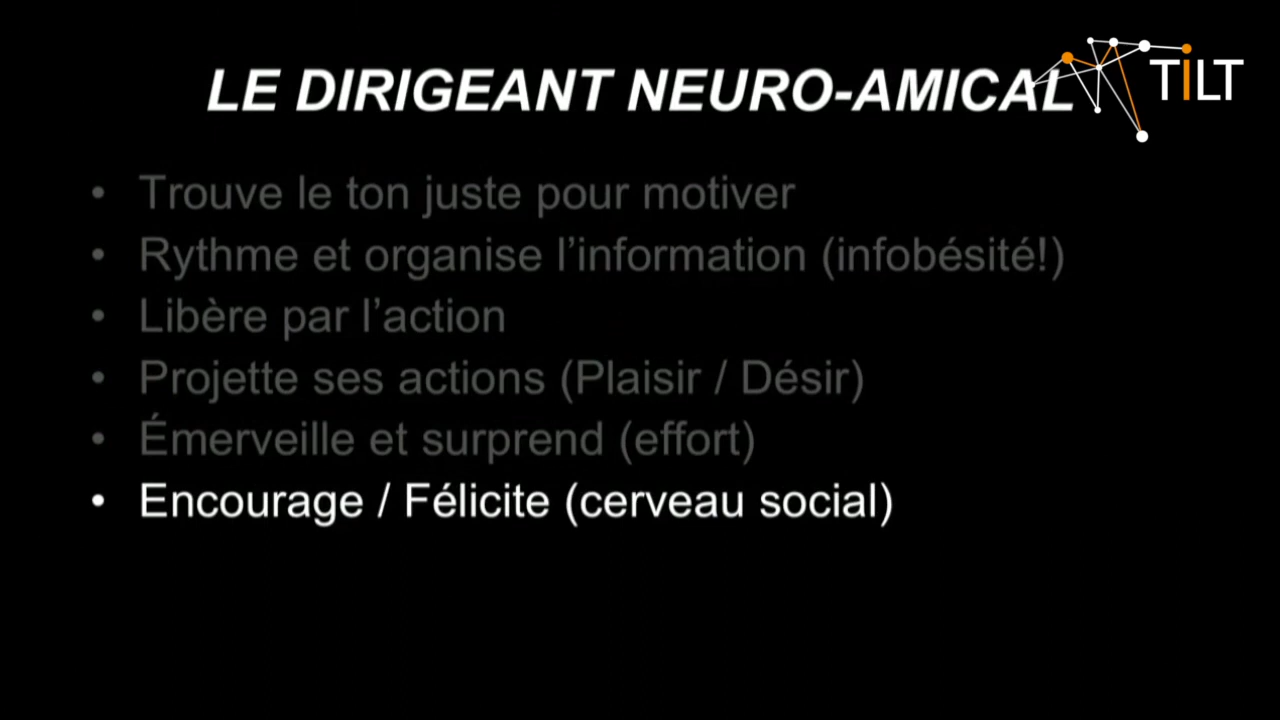 LE DIRIGEANT NEURO-AMICAL
TiLT
• Trouve le ton juste pour motiver
• Rythme et organise l’information (infobésité!)
• Libère par l’action
• Projette ses actions (Plaisir / Désir)
• Émerveille et surprend (effort)
• Encourage / Félicite (cerveau social)